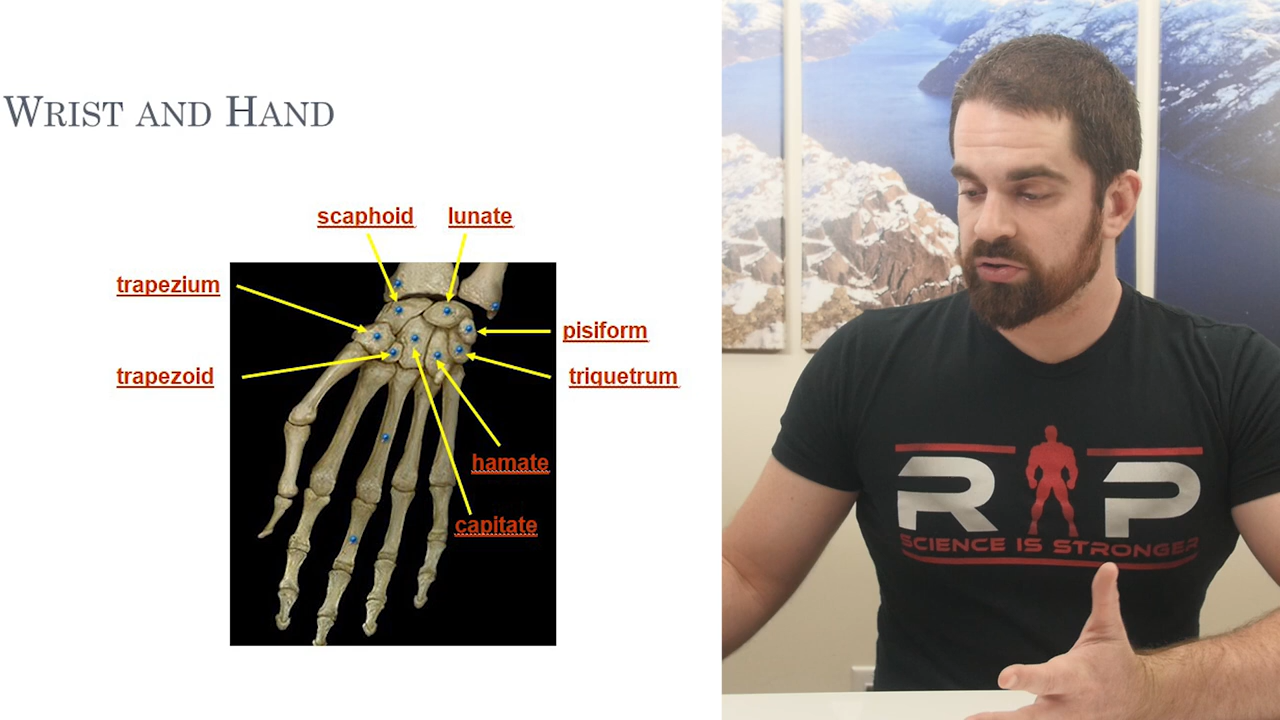 WRIST AND HAND
scaphoid
lunate
trapezium
pisiform
trapezoid
triquetrum
hamate
capitate
R P
SCIENCE IS STRONGER